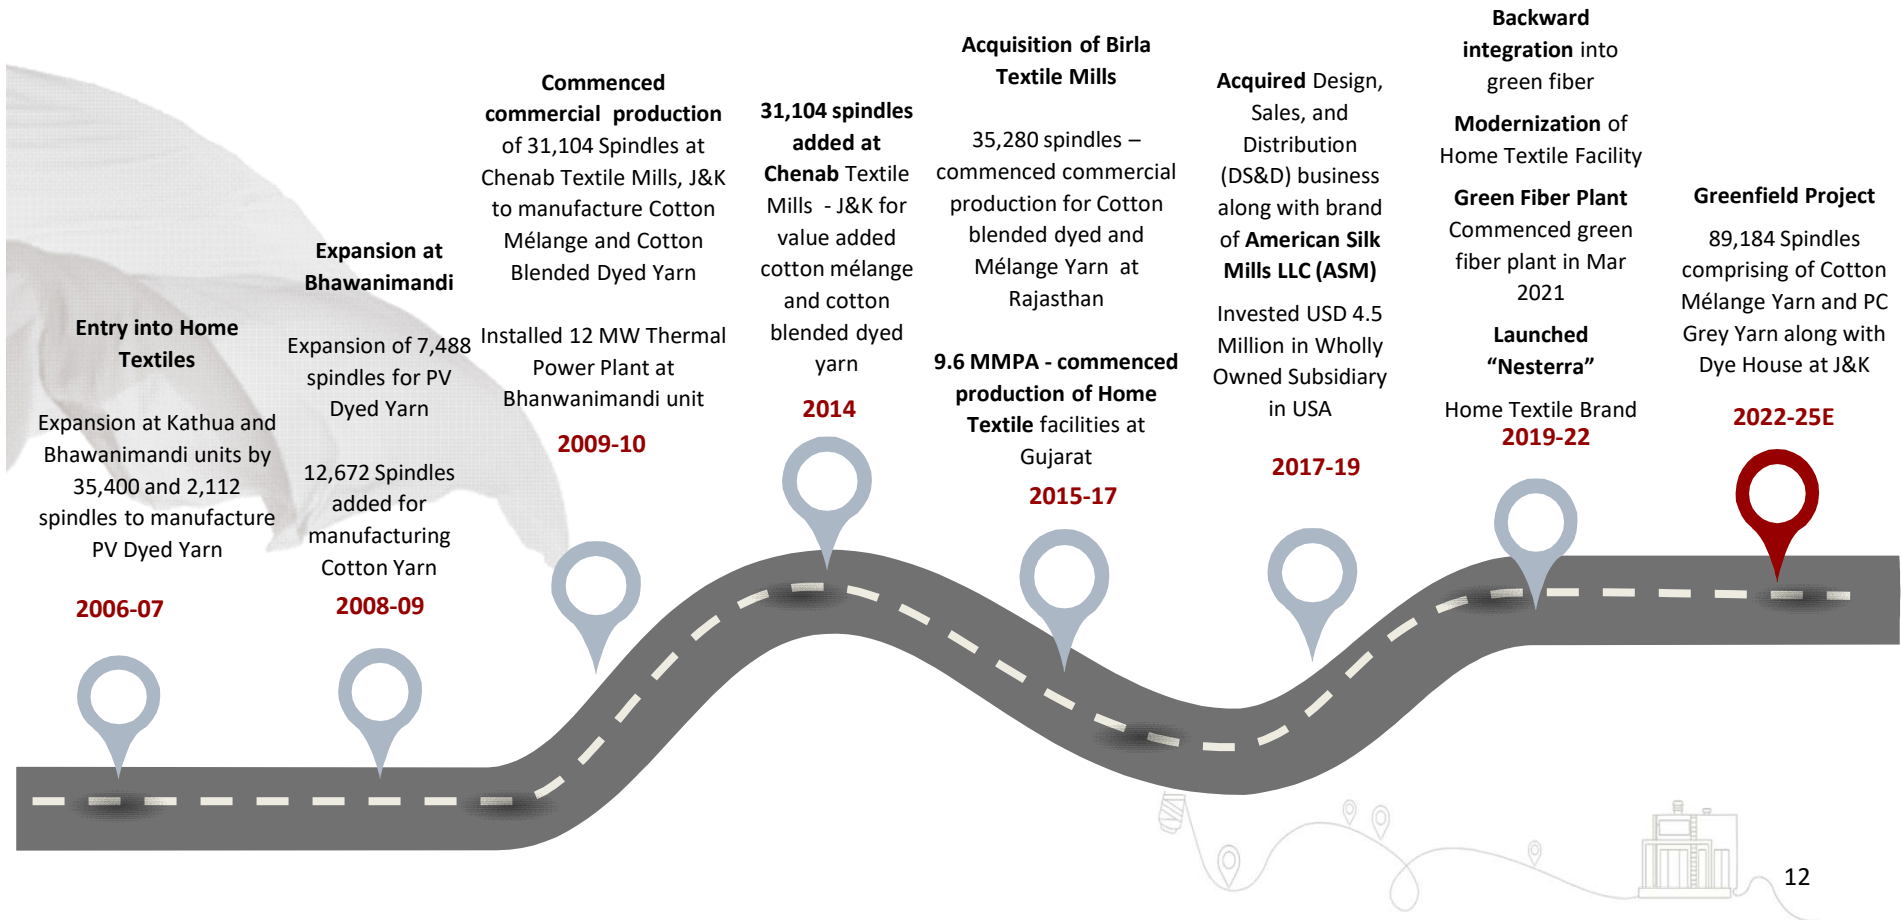 Entry into Home
Textiles
Expansion at Kathua and
Bhawanimandi units by
35,400 and 2,112
spindles to manufacture
PV Dyed Yarn
2006-07
Expansion at
Bhawanimandi
Expansion of 7,488
spindles for PV
Dyed Yarn
12,672 Spindles
added for
manufacturing
Cotton Yarn
2008-09
Commenced
commercial production
of 31,104 Spindles at
Chenab Textile Mills, J&K
to manufacture Cotton
Mélange and Cotton
Blended Dyed Yarn
Installed 12 MW Thermal
Power Plant at
Bhanwanimandi unit
2009-10
31,104 spindles
added at
Chenab Textile
Mills - J&K for
value added
cotton mélange
and cotton
blended dyed
yarn
2014
Acquisition of Birla
Textile Mills
35,280 spindles –
commenced commercial
production for Cotton
blended dyed and
Mélange Yarn at
Rajasthan
9.6 MMPA - commenced
production of Home
Textile facilities at
Gujarat
2015-17
Acquired Design,
Sales, and
Distribution
(DS&D) business
along with brand
of American Silk
Mills LLC (ASM)
Invested USD 4.5
Million in Wholly
Owned Subsidiary
in USA
2017-19
Backward
integration into
green fiber
Modernization of
Home Textile Facility
Green Fiber Plant
Commenced green
fiber plant in Mar
2021
Launched
“Nesterra”
Home Textile Brand
2019-22
Greenfield Project
89,184 Spindles
comprising of Cotton
Mélange Yarn and PC
Grey Yarn along with
Dye House at J&K
2022-25E
12